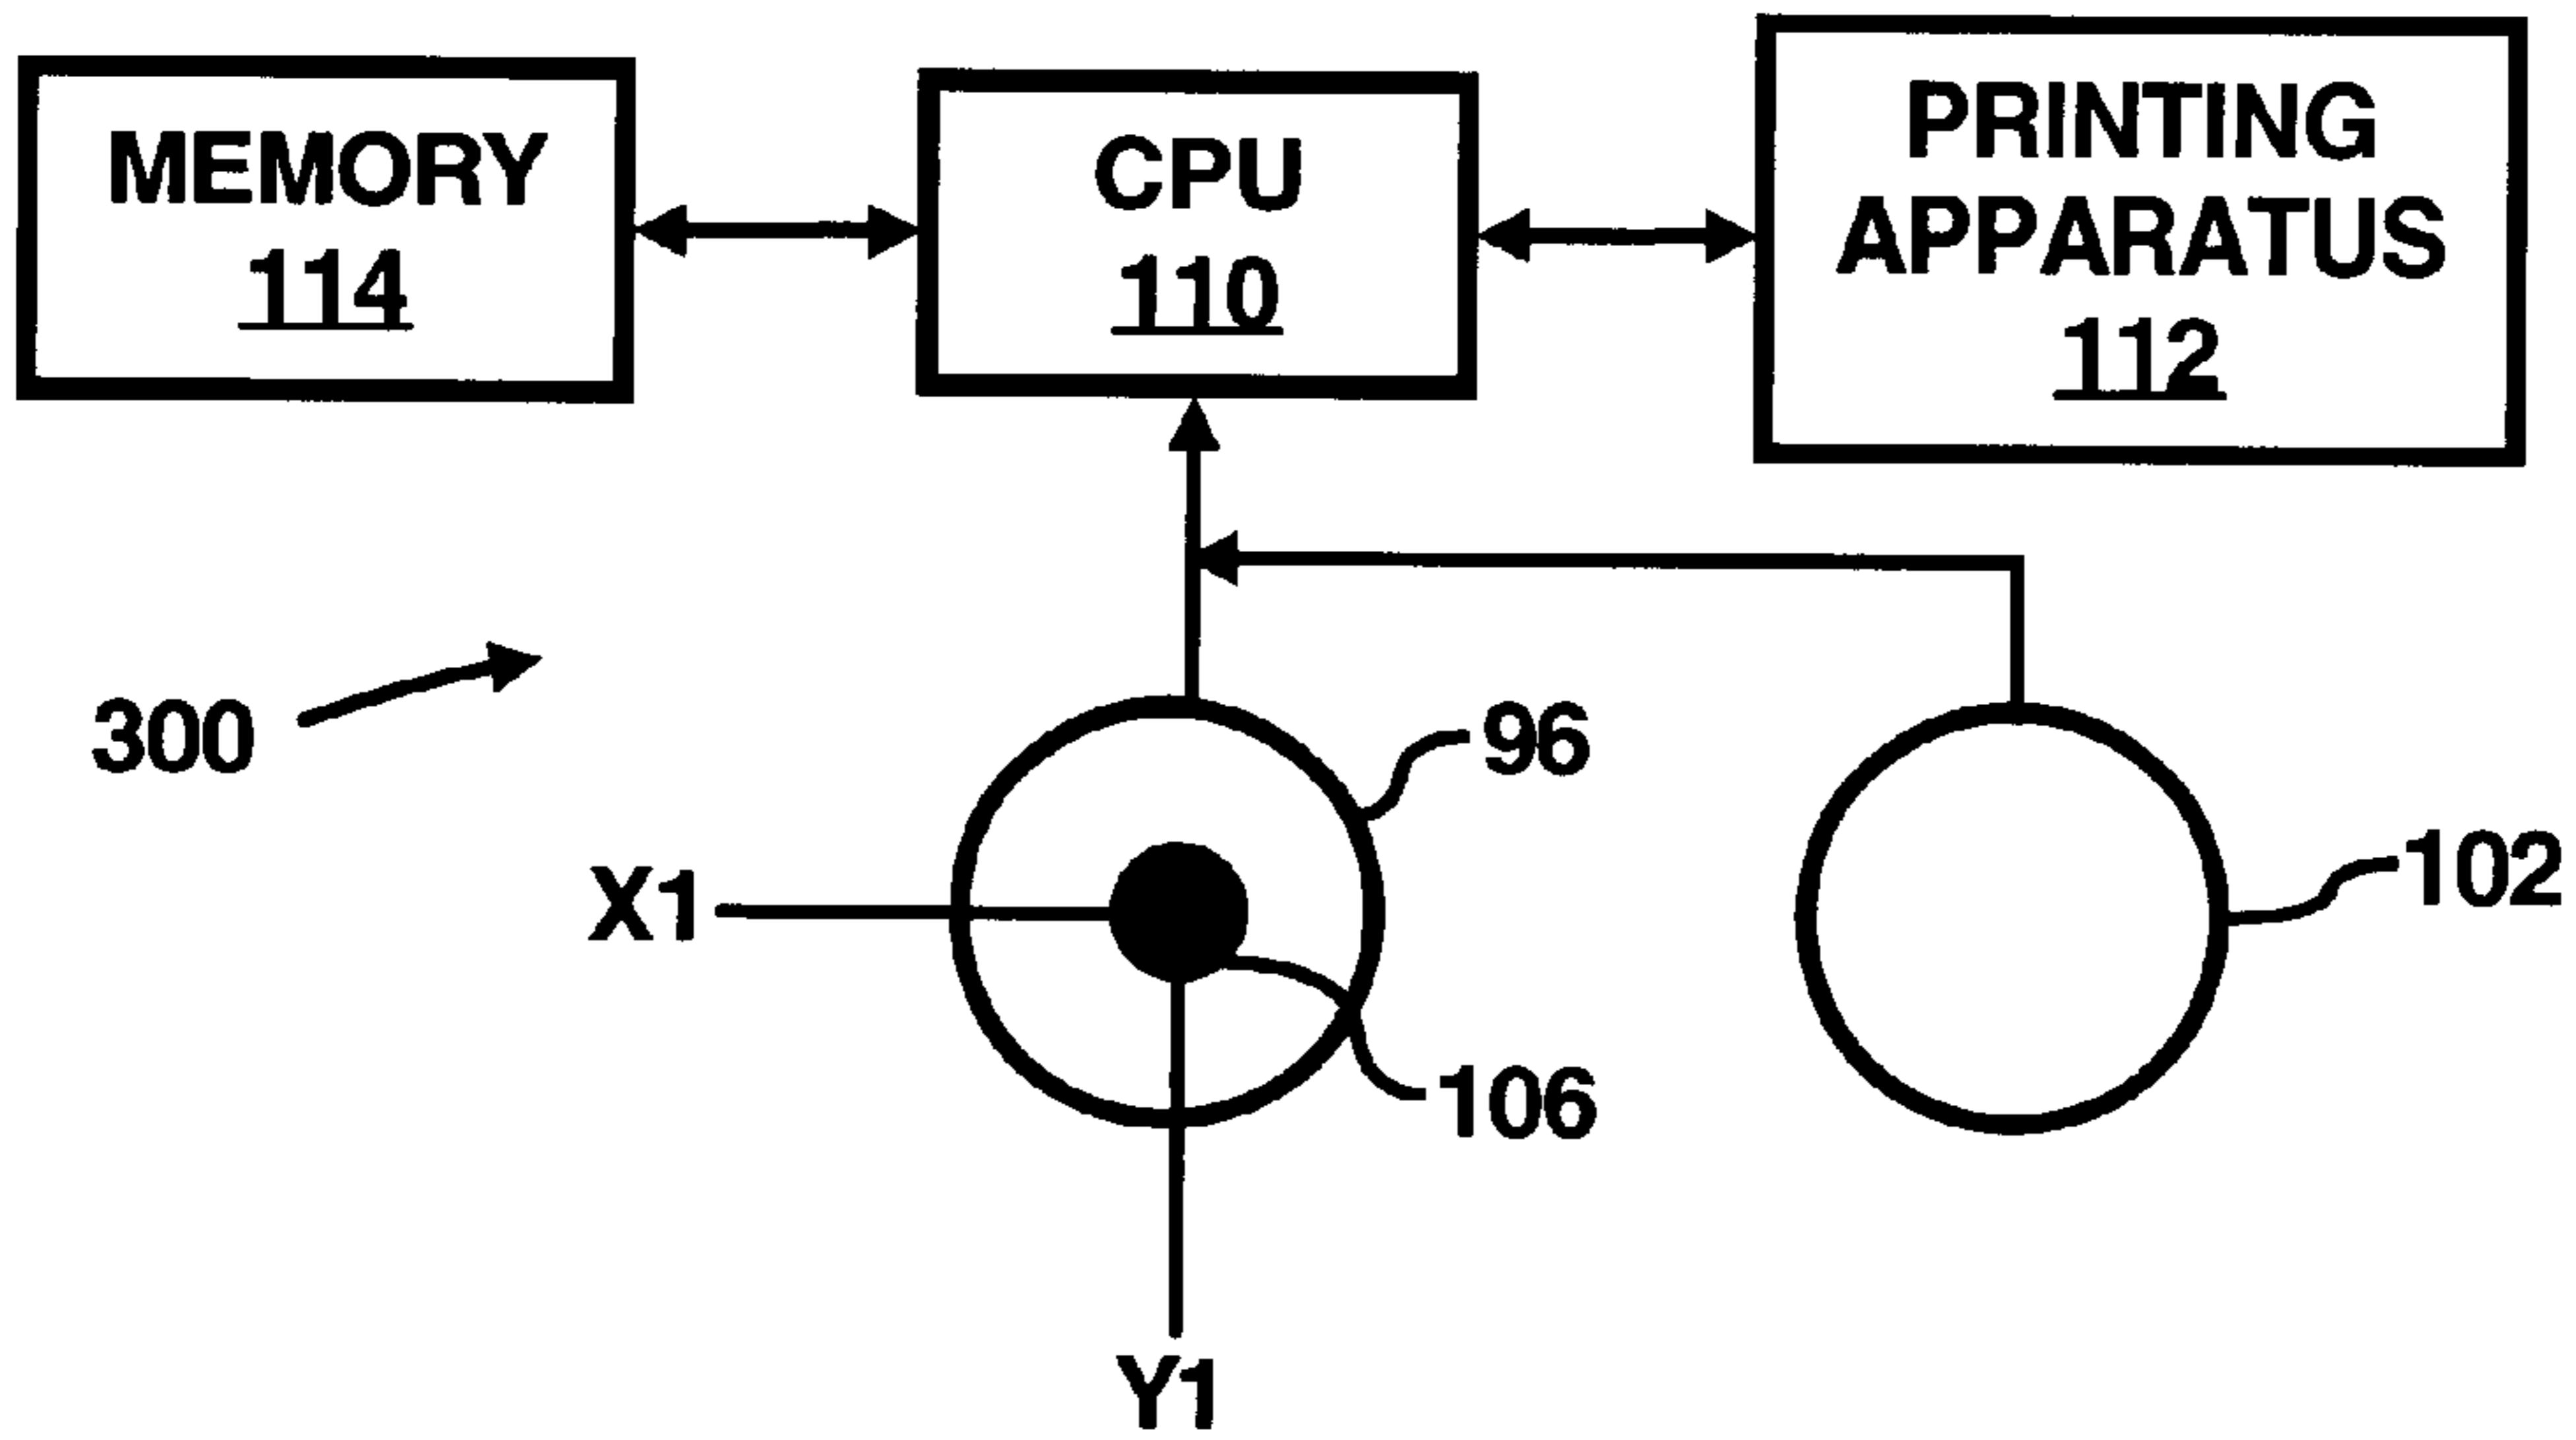 MEMORY
114
CPU
110
PRINTING
APPARATUS
112
300
96
102
X1
106
Y1